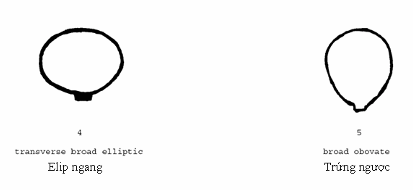 4
5
transverse broad elliptic
broad obovate
Elip ngang
Trứng ngược